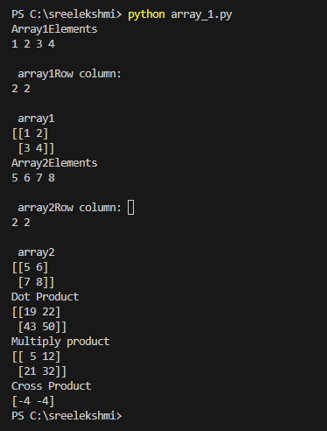 PS C:\sreelekshmi> python array_1.py
Array1Elements
1 2 3 4
 array1Row column:
2 2
 array1
[[1 2]
 [3 4]]
Array2Elements
5 6 7 8
 array2Row column:
2 2
 array2
[[5 6]
 [7 8]]
Dot Product
[[19 22]
 [43 50]]
Multiply product
[[ 5 12]
 [21 32]]
Cross Product
[-4 -4]
PS C:\sreelekshmi>